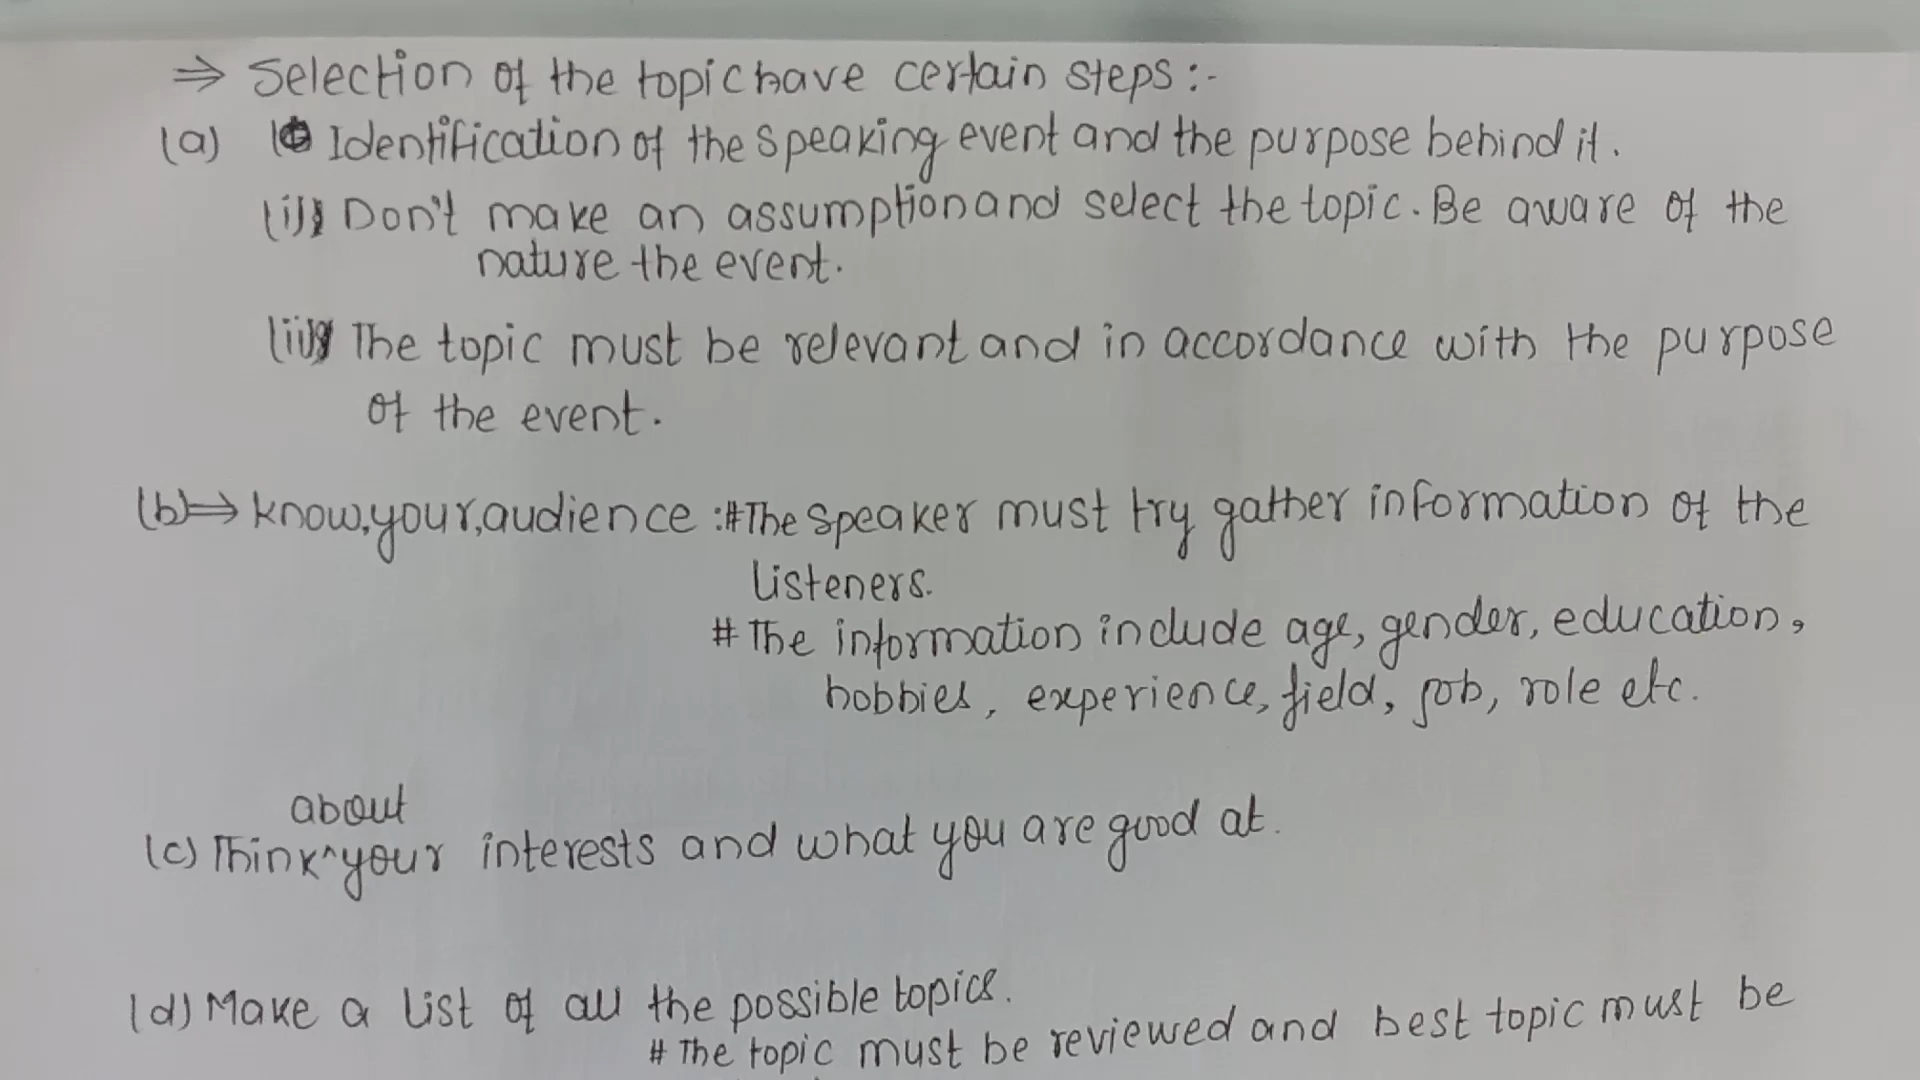 ⇒ Selection of the topic have certain steps :-
(a) Identification of the speaking event and the purpose behind it.
(i) Don't make an assumption and select the topic. Be aware of the
nature the event.
(ii) The topic must be relevant and in accordance with the purpose
of the event.
(b)⇒ know,your,audience :# The speaker must try gather information of the
Listeners.
# The information include age, gender, education,
hobbies, experience, field, job, role etc.
about
(c) Think^your interests and what you are good at.
(d) Make a List of all the possible topics.
# The topic must be reviewed and best topic must be